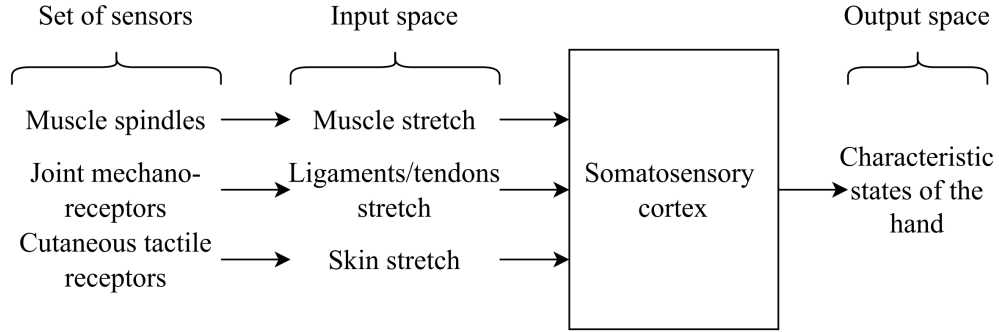 Set of sensors
Input space
Output space
Muscle spindles
Muscle stretch
Joint mechano-
receptors
Ligaments/tendons
stretch
Cutaneous tactile
receptors
Skin stretch
Somatosensory
cortex
Characteristic
states of the
hand